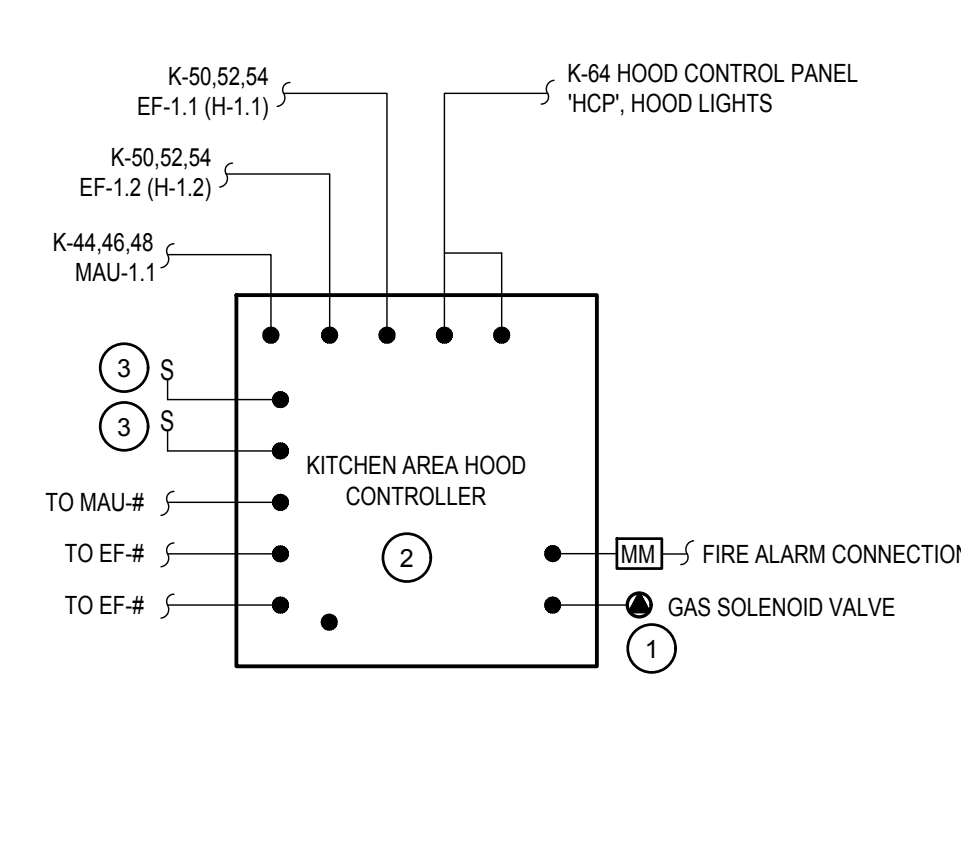 K-50,52,54
EF-1.1 (H-1.1)
K-64 HOOD CONTROL PANEL
'HCP', HOOD LIGHTS
K-50,52,54
EF-1.2 (H-1.2)
K-44,46,48
MAU-1.1
3 S
3 S
KITCHEN AREA HOOD
CONTROLLER
2
TO MAU-#
TO EF-#
TO EF-#
MM FIRE ALARM CONNECTION
GAS SOLENOID VALVE
1